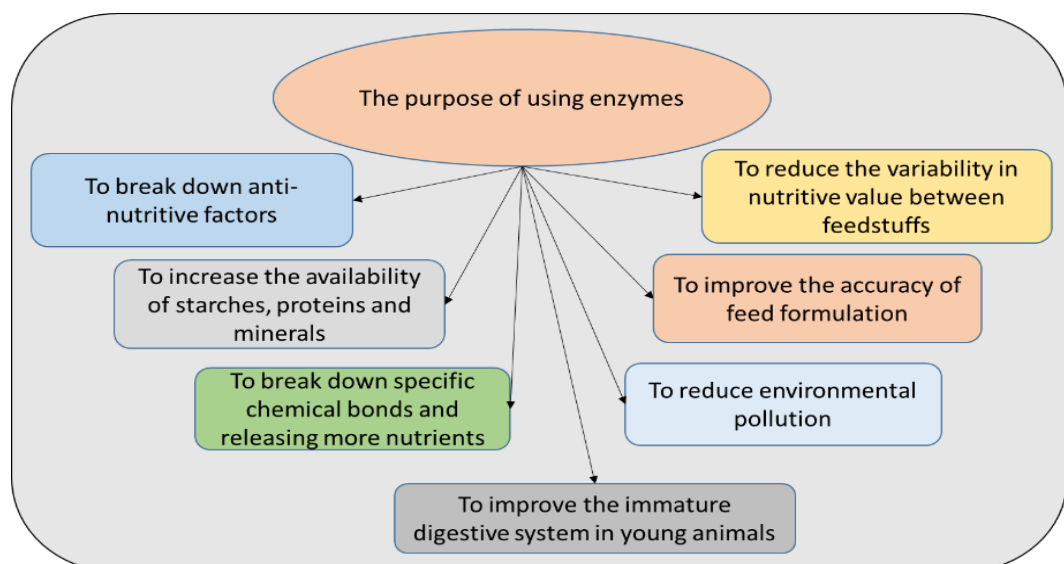 The purpose of using enzymes
To break down anti-
nutritive factors
To reduce the variability in
nutritive value between
feedstuffs
To increase the availability
of starches, proteins and
minerals
To improve the accuracy of
feed formulation
To break down specific
chemical bonds and
releasing more nutrients
To reduce environmental
pollution
To improve the immature
digestive system in young animals